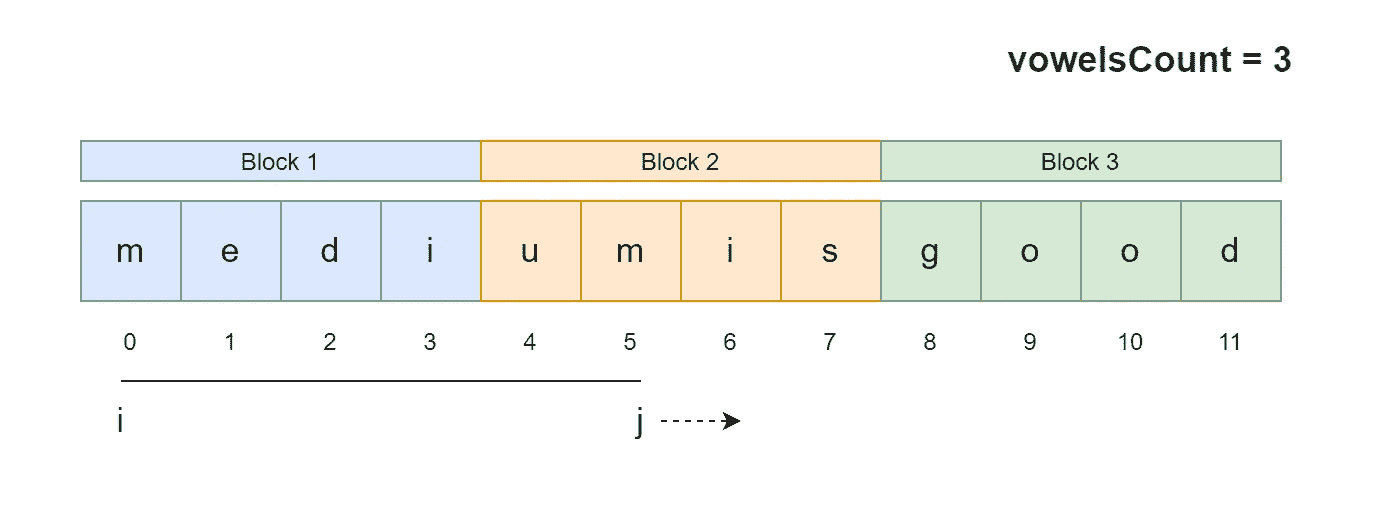 vowelsCount = 3
Block 1 Block 2 Block 3
m e d i u m i s g o o d
0 1 2 3 4 5 6 7 8 9 10 11
i j